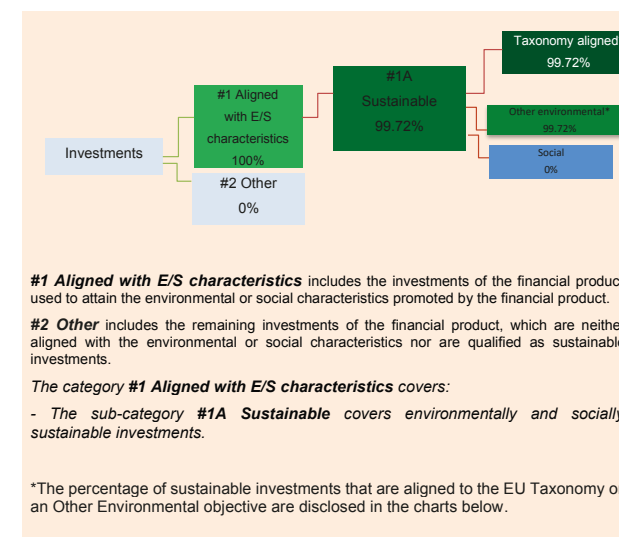 Taxonomy aligned
99.72%
#1A
Sustainable
99.72%
#1 Aligned
with E/S
characteristics
100%
Other environmental*
99.72%
Investments
Social
0%
#2 Other
0%
#1 Aligned with E/S characteristics includes the investments of the financial produc
used to attain the environmental or social characteristics promoted by the financial product.
#2 Other includes the remaining investments of the financial product, which are neithe
aligned with the environmental or social characteristics nor are qualified as sustainabl
investments.
The category #1 Aligned with E/S characteristics covers:
- The sub-category #1A Sustainable covers environmentally and socially
sustainable investments.
*The percentage of sustainable investments that are aligned to the EU Taxonomy o
an Other Environmental objective are disclosed in the charts below.